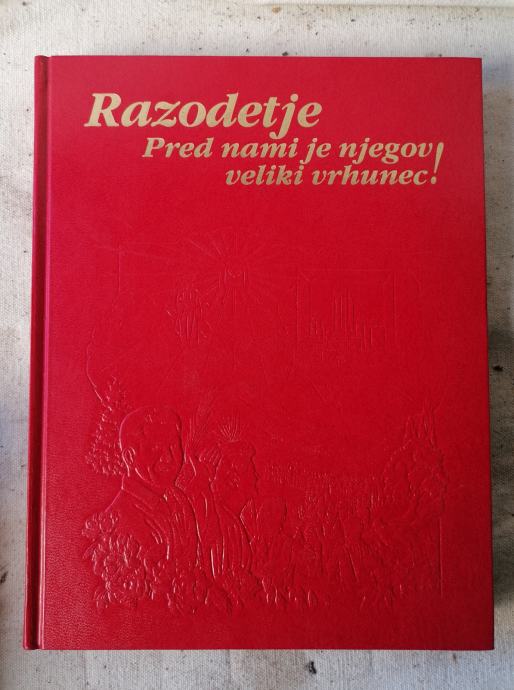 Razodetje
Pred nami je njegov
veliki vrhunec!